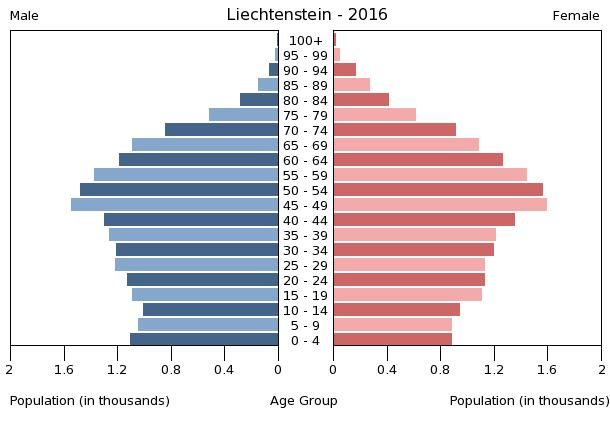 Liechtenstein - 2016
Male
Female
100+
95 - 99
90 - 94
85 - 89
80 - 84
75 - 79
70 - 74
65 - 69
60 - 64
55 - 59
50 - 54
45 - 49
40 - 44
35 - 39
30 - 34
25 - 29
20 - 24
15 - 19
10 - 14
5 - 9
0 - 4
2 1.6 1.2 0.8 0.4 0 0 0.4 0.8 1.2 1.6 2
Population (in thousands) Age Group Population (in thousands)